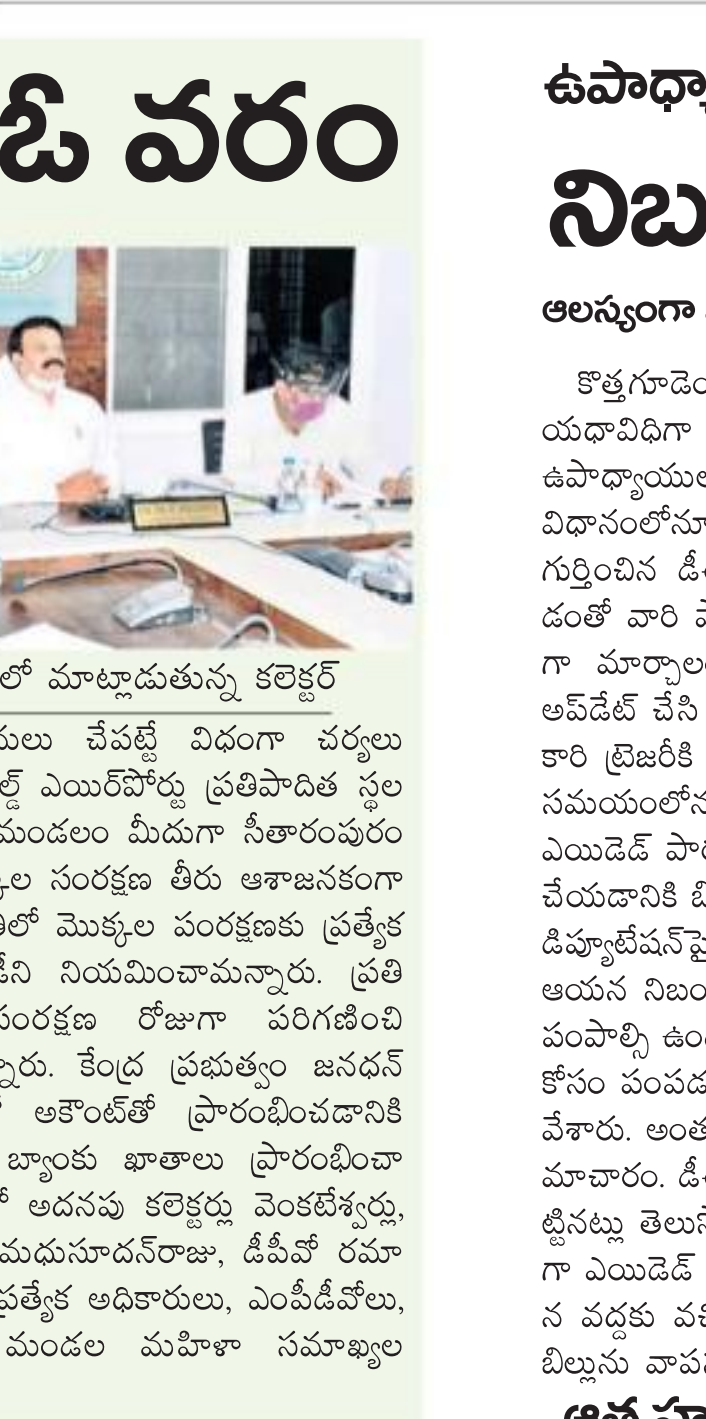 ఓ వరం
లో మాట్లాడుతున్న కలెక్టర్
లు చేపట్టే విధంగా చర్యలు
ల్డ్ ఎయిర్‌పోర్టు ప్రతిపాదిత స్థల
మండలం మీదుగా సీతారంపురం
ల సంరక్షణ తీరు ఆశాజనకంగా
లో మొక్కల పంరక్షణకు ప్రత్యేక
ని నియమించామన్నారు. ప్రతి
సంరక్షణ రోజుగా పరిగణించి
న్నారు. కేంద్ర ప్రభుత్వం జనధన్
అకౌంట్‌తో ప్రారంభించడానికి
బ్యాంకు ఖాతాలు ప్రారంభించా
అదనపు కలెక్టర్లు వెంకటేశ్వర్లు,
మధుసూదన్‌రాజు, డీపీవో రమా
ప్రత్యేక అధికారులు, ఎంపీడీవోలు,
మండల మహిళా సమాఖ్యల
ఉపాధ్యా
నిబ
ఆలస్యంగా
కొత్తగూడెం
యధావిధిగా
ఉపాధ్యాయుల
విధానంలోనూ
గుర్తించిన డీ
డంతో వారి
గా మార్చాల
అప్‌డేట్ చేసి
కారి ట్రెజరీకి
సమయంలోన
ఎయిడెడ్ పా
చేయడానికి బి
డిప్యూటేషన్‌పై
ఆయన నిబం
పంపాల్సి ఉం
కోసం పంపడ
వేశారు. అంత
మాచారం. డీ
ట్టినట్లు తెలుస
గా ఎయిడెడ్
న వద్దకు వచ
బిల్లును వాప